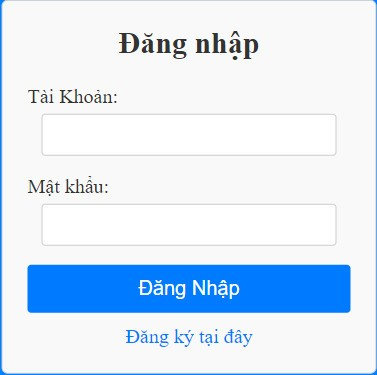 Đăng nhập
Tài Khoản:
Mật khẩu:
Đăng Nhập
Đăng ký tại đây